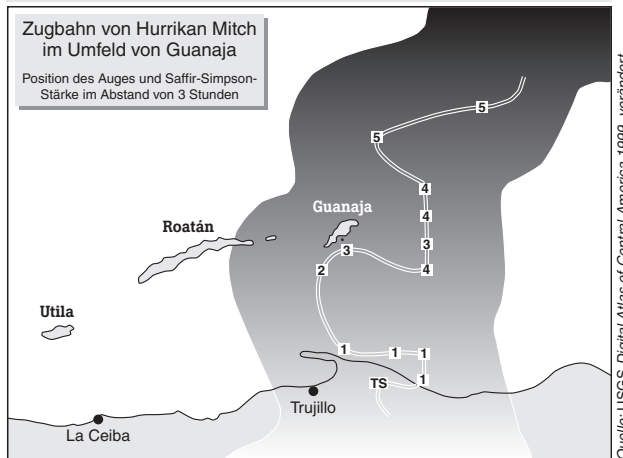 Zugbahn von Hurrikan Mitch
im Umfeld von Guanaja
Position des Auges und Saffir-Simpson-
Stärke im Abstand von 3 Stunden
5
5
4
4
Guanaja
Roatán
3
3
4
2
Utila
1
1
1
TS
1
Trujillo
La Ceiba
Quelle: USGS, Digital Atlas of Central America 1999, verändert